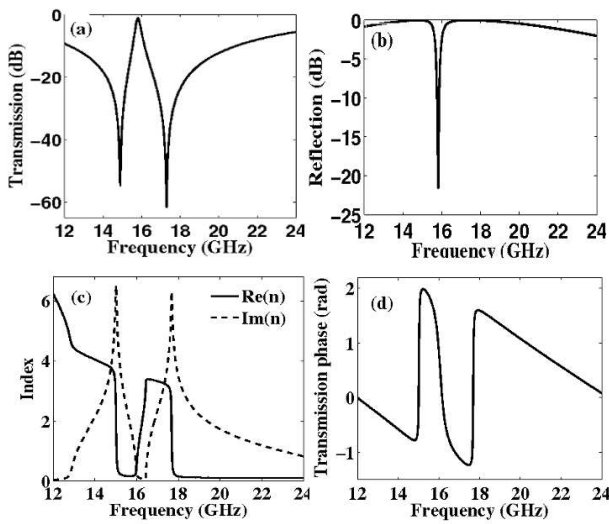 (a)
Transmission (dB)
0
−20
−40
−60
12 14 16 18 20 22 24
Frequency (GHz)
(b)
Reflection (dB)
0
−5
−10
−15
−20
−25
12 14 16 18 20 22 24
Frequency (GHz)
(c)
Re(n)
Im(n)
Index
6
4
2
0
12 14 16 18 20 22 24
Frequency (GHz)
(d)
Transmission phase (rad)
2
1
0
−1
12 14 16 18 20 22 24
Frequency (GHz)